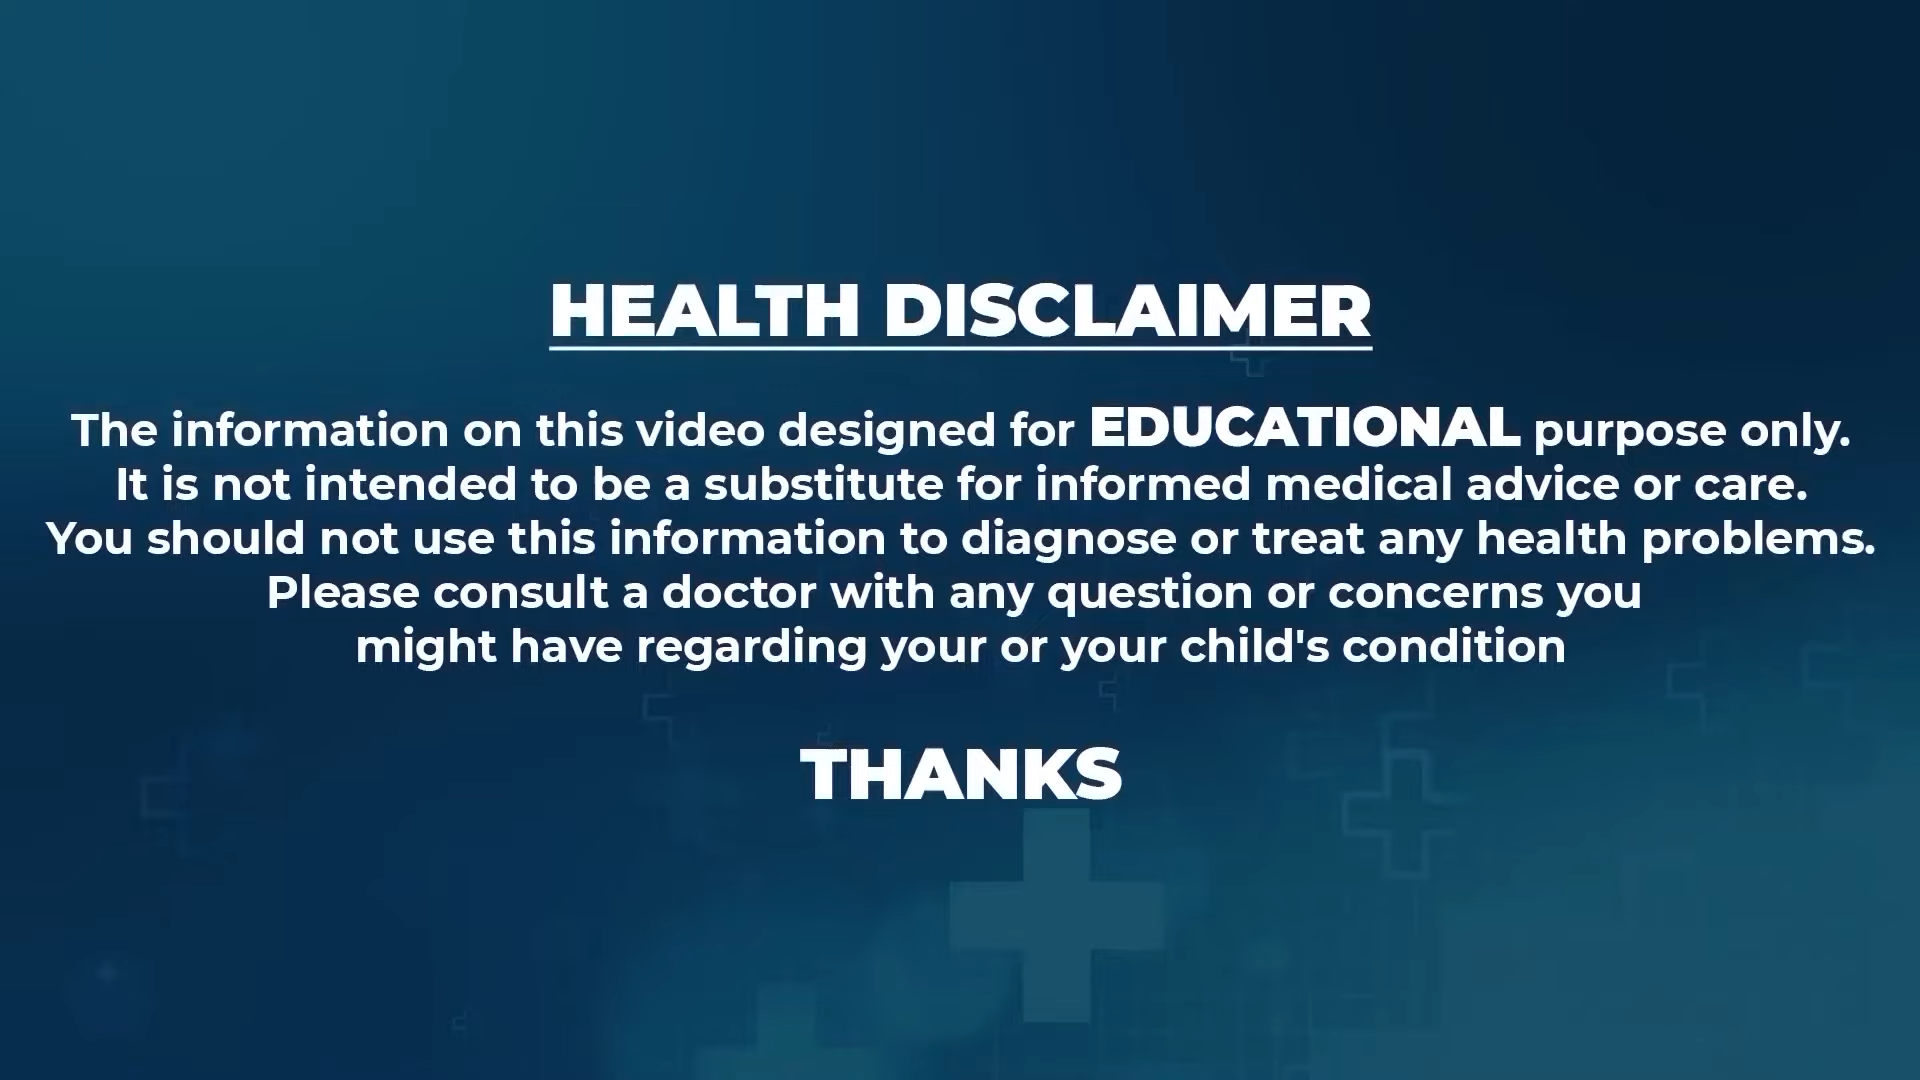 HEALTH DISCLAIMER
The information on this video designed for EDUCATIONAL purpose only.
It is not intended to be a substitute for informed medical advice or care.
You should not use this information to diagnose or treat any health problems.
Please consult a doctor with any question or concerns you
might have regarding your or your child's condition
THANKS